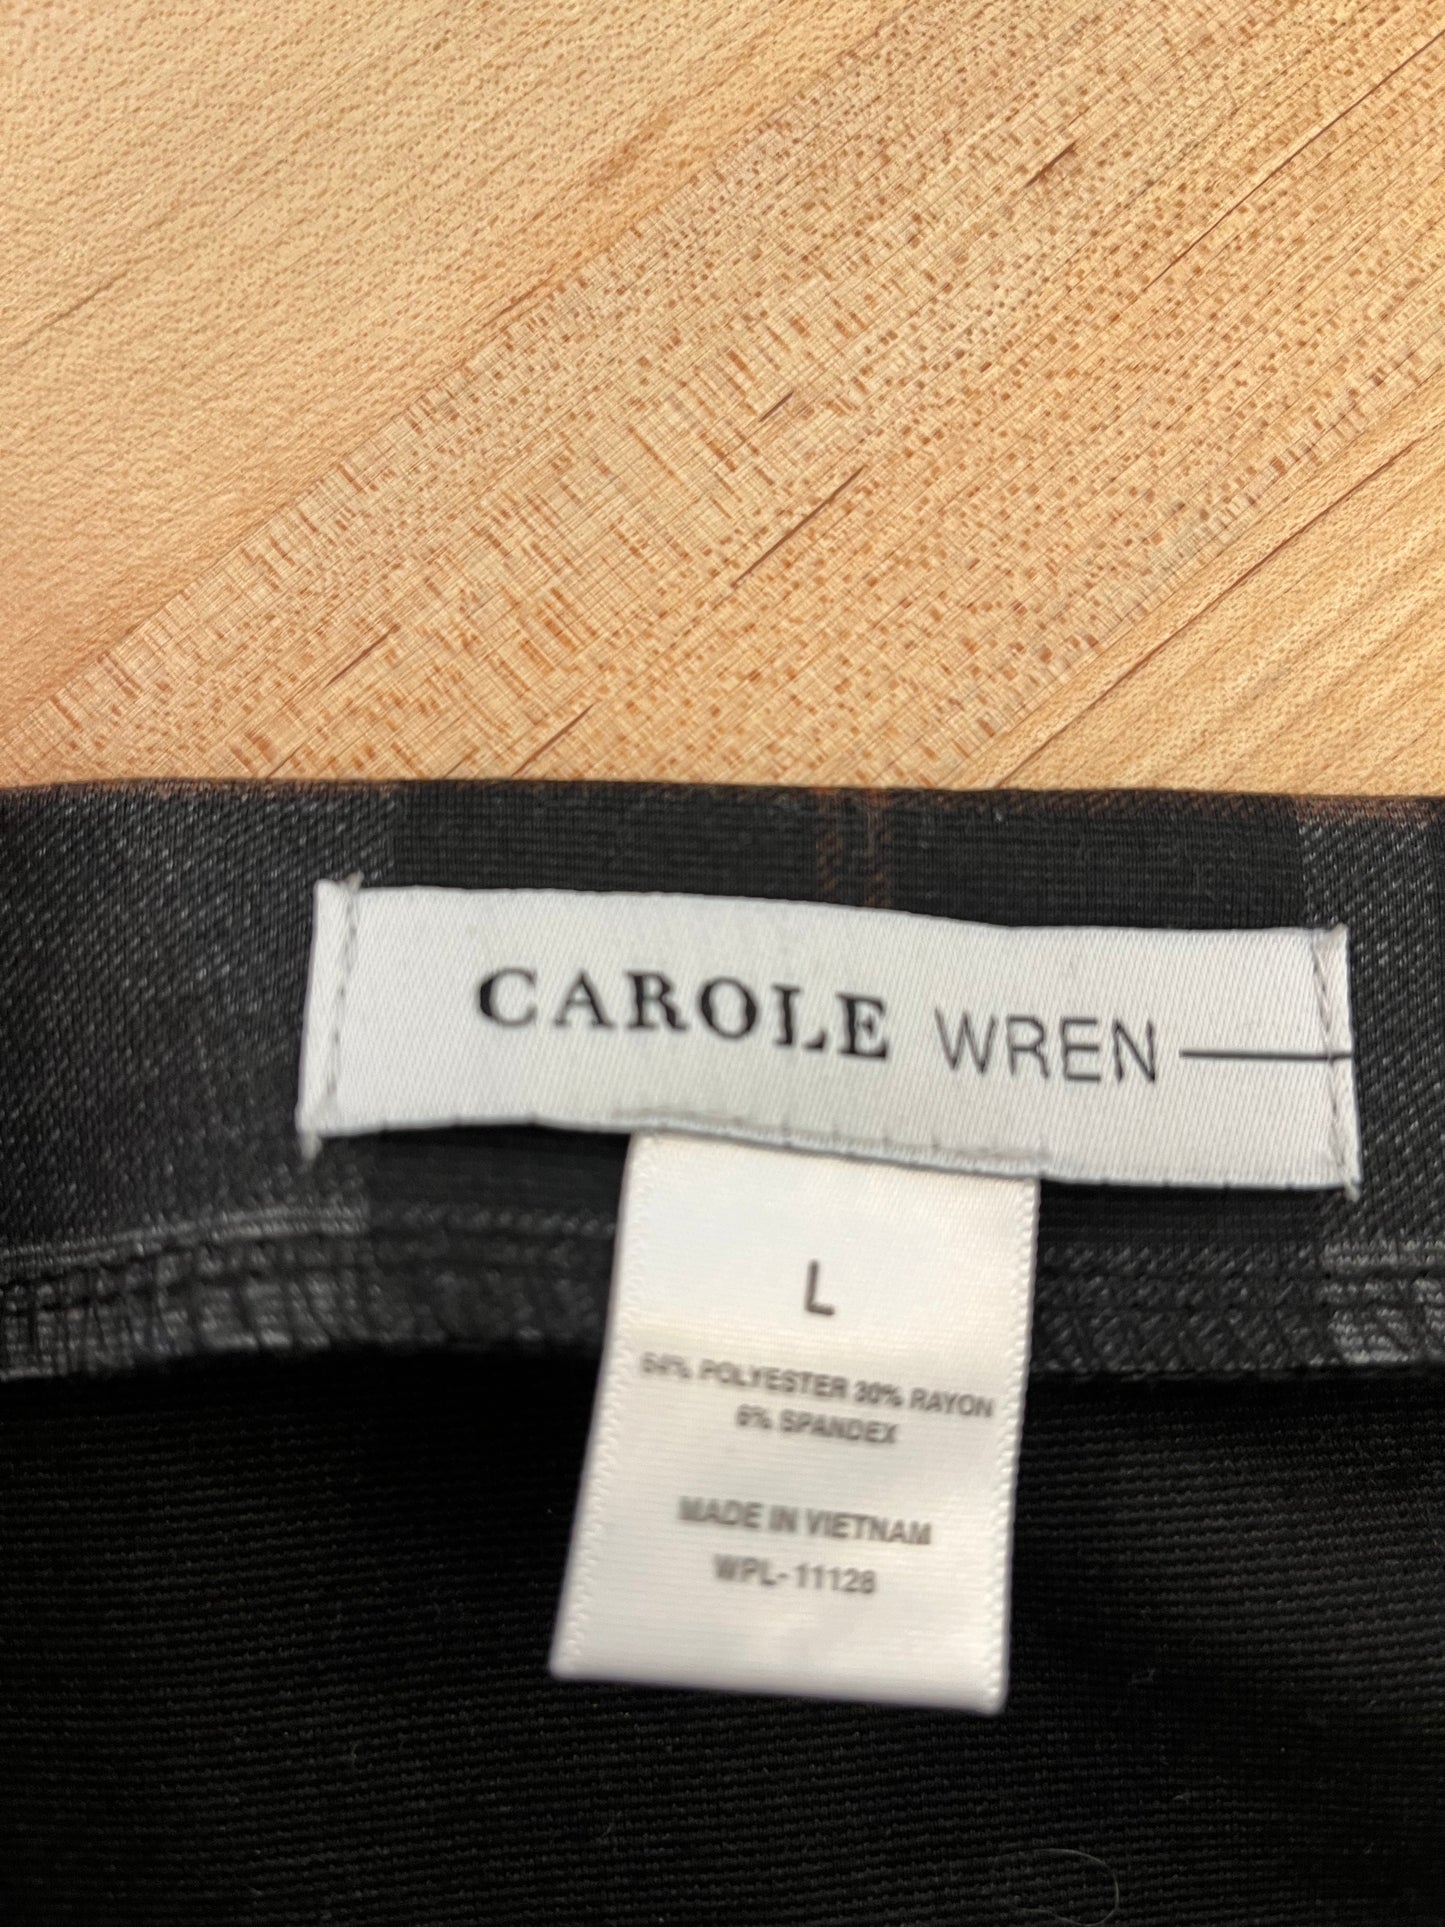 CAROLE WREN
L
64% POLYESTER 30% RAYON
6% SPANDEX
MADE IN VIETNAM
WPL- 11128